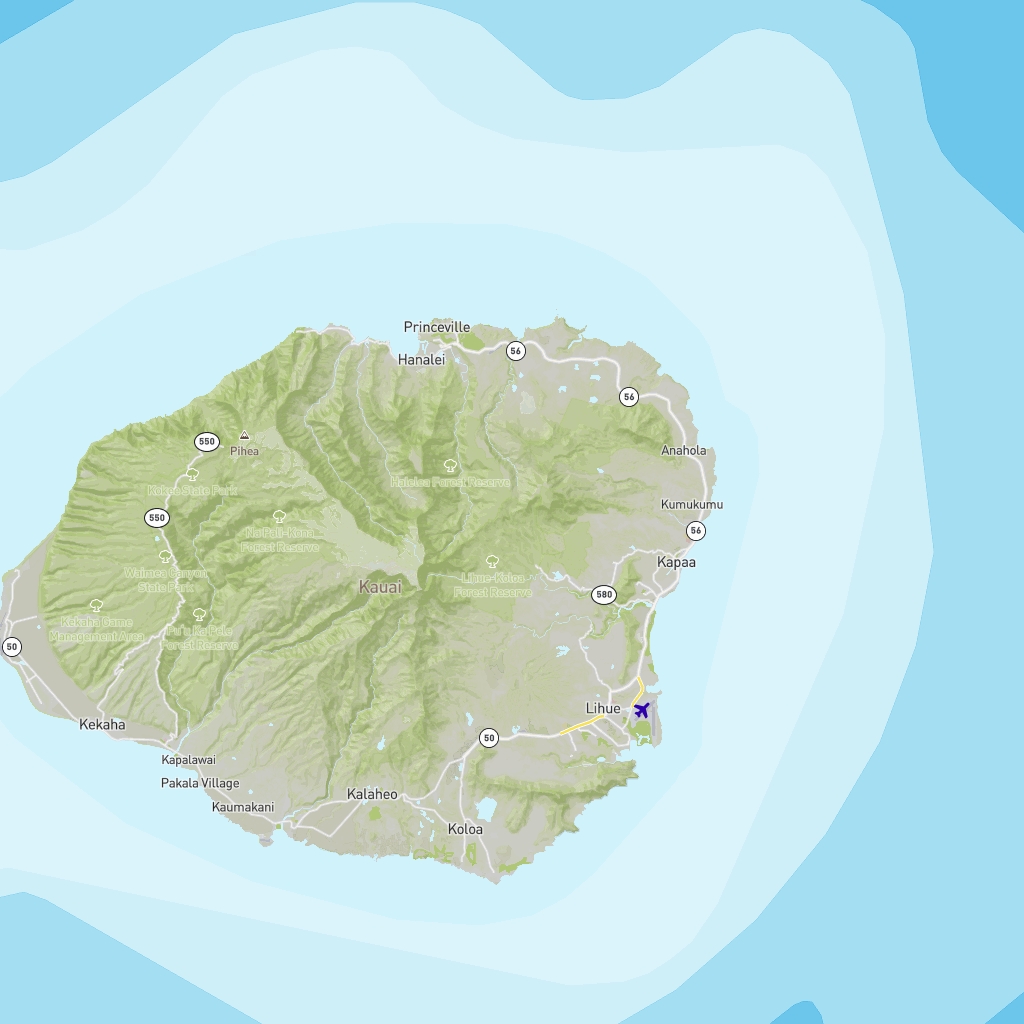 Princeville
Hanalei
56
56
550
Pihea
Anahola
Kokee State Park
Halelea Forest Reserve
Kumukumu
550
Na Pali-Kona
Forest Reserve
56
Kapaa
Waimea Canyon
State Park
Lihue-Koloa
Forest Reserve
Kauai
580
Kekaha Game
Management Area
Pu'u Ka Pele
Forest Reserve
50
Lihue
Kekaha
50
Kapalawai
Pakala Village
Kalaheo
Kaumakani
Koloa